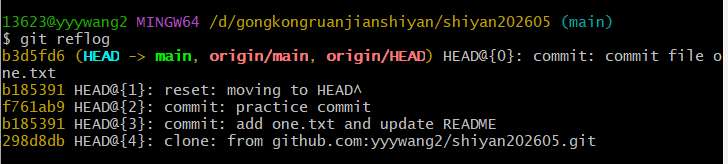 13623@yyywang2 MINGW64 /d/gongkongruanjianshiyan/shiyan202605 (main)
$ git reflog
b3d5fd6 (HEAD -> main, origin/main, origin/HEAD) HEAD@{0}: commit: commit file o
ne.txt
b185391 HEAD@{1}: reset: moving to HEAD^
f761ab9 HEAD@{2}: commit: practice commit
b185391 HEAD@{3}: commit: add one.txt and update README
298d8db HEAD@{4}: clone: from github.com:yyywang2/shiyan202605.git